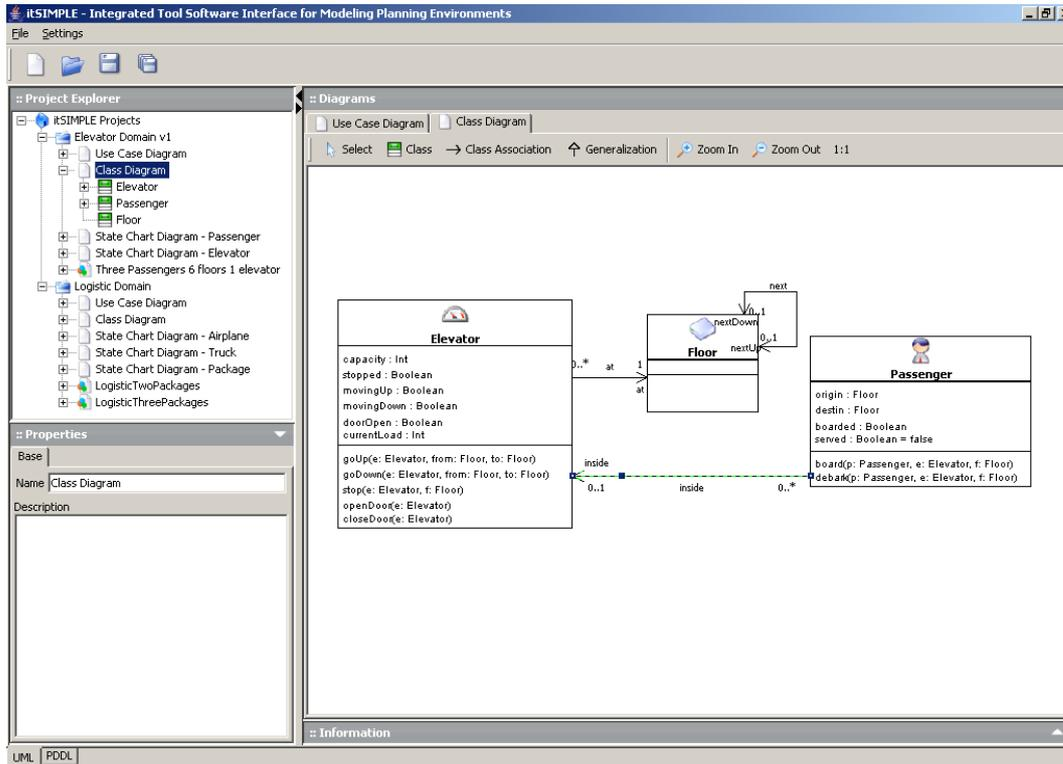 itSIMPLE - Integrated Tool Software Interface for Modeling Planning Environments
File Settings
:: Project Explorer
itSIMPLE Projects
Elevator Domain v1
Use Case Diagram
Class Diagram
Elevator
Passenger
Floor
State Chart Diagram - Passenger
State Chart Diagram - Elevator
Three Passengers 6 floors 1 elevator
Logistic Domain
Use Case Diagram
Class Diagram
State Chart Diagram - Airplane
State Chart Diagram - Truck
State Chart Diagram - Package
LogisticTwoPackages
LogisticThreePackages
:: Properties
Base
Name Class Diagram
Description
UML PDDL
:: Diagrams
Use Case Diagram Class Diagram
Select Class Class Association Generalization Zoom In Zoom Out 1:1
Elevator
capacity : Int
stopped : Boolean
movingUp : Boolean
movingDown : Boolean
doorOpen : Boolean
currentLoad : Int
goUp(e: Elevator, from: Floor, to: Floor)
goDown(e: Elevator, from: Floor, to: Floor)
stop(e: Elevator, f: Floor)
openDoor(e: Elevator)
closeDoor(e: Elevator)
0..* at 1
at
next
0..1
nextDown
0..1
nextUp
Floor
Passenger
origin : Floor
destin : Floor
boarded : Boolean
served : Boolean = false
board(p: Passenger, e: Elevator, f: Floor)
debark(p: Passenger, e: Elevator, f: Floor)
inside
0..1 inside 0..*
:: Information